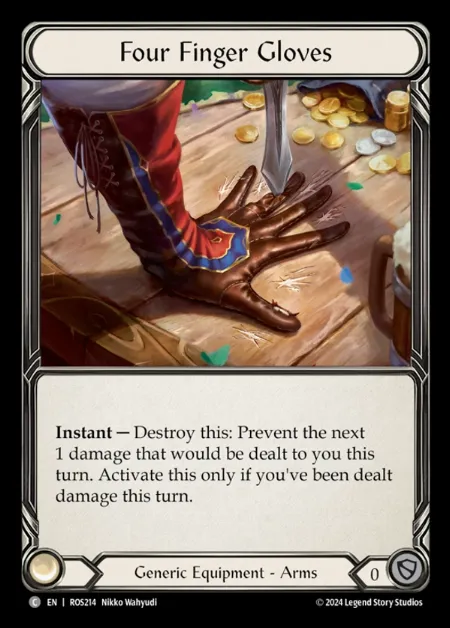 Four Finger Gloves
Instant — Destroy this: Prevent the next
1 damage that would be dealt to you this
turn. Activate this only if you've been dealt
damage this turn.
Generic Equipment - Arms
0
C EN | ROS214 Nikko Wahyudi
© 2024 Legend Story Studios